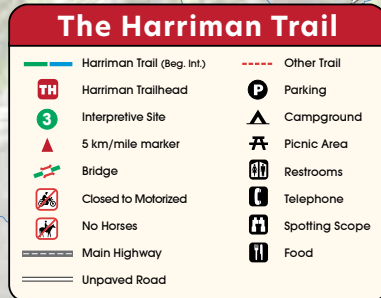 The Harriman Trail
Harriman Trail (Beg. Int.)
TH Harriman Trailhead
3 Interpretive Site
5 km/mile marker
Bridge
Closed to Motorized
No Horses
Main Highway
Unpaved Road
Other Trail
P Parking
Campground
Picnic Area
Restrooms
Telephone
Spotting Scope
Food